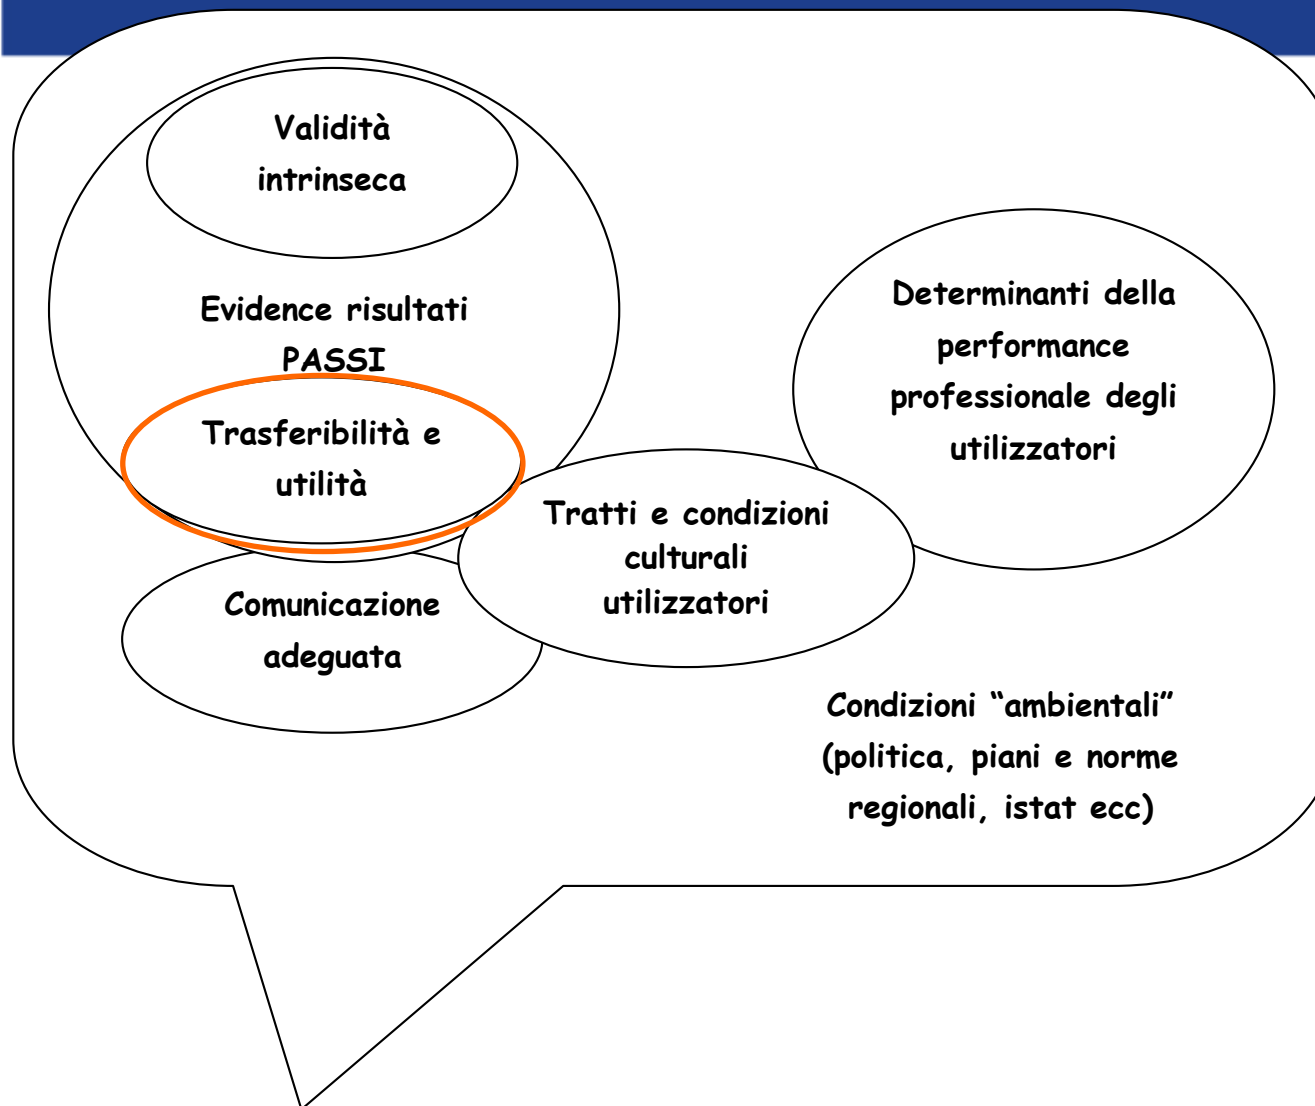 Validità
intrinseca
Evidence risultati
PASSI
Trasferibilità e
utilità
Comunicazione
adeguata
Tratti e condizioni
culturali
utilizzatori
Determinanti della
performance
professionale degli
utilizzatori
Condizioni “ambientali”
(politica, piani e norme
regionali, istat ecc)